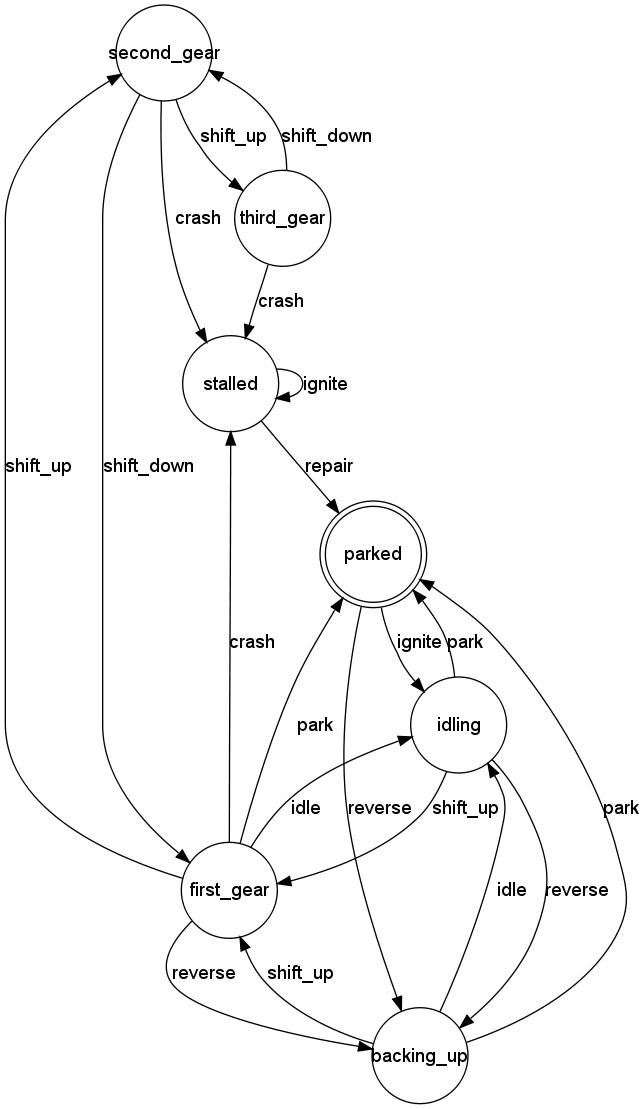 second_gear
shift_up
shift_down
crash
third_gear
crash
stalled
ignite
shift_up
shift_down
repair
parked
crash
ignite
park
park
idling
idle
reverse
shift_up
park
first_gear
idle
reverse
reverse
shift_up
backing_up